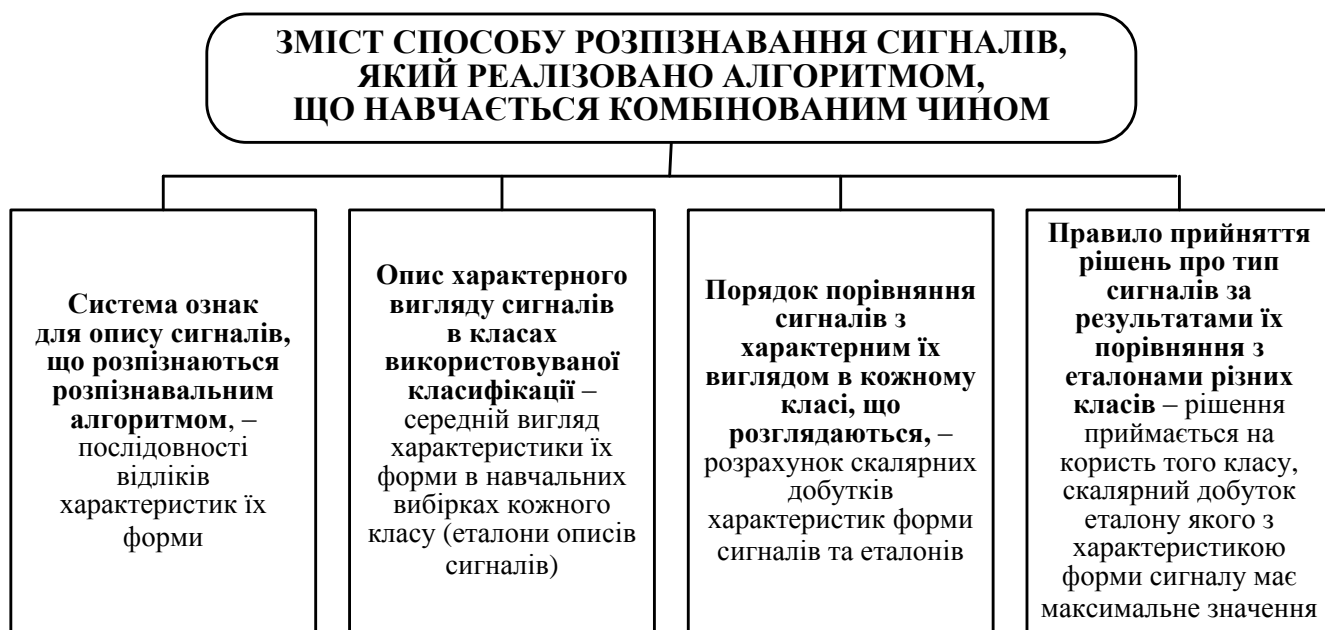 ЗМІСТ СПОСОБУ РОЗПІЗНАВАННЯ СИГНАЛІВ,
ЯКИЙ РЕАЛІЗОВАНО АЛГОРИТМОМ,
ЩО НАВЧАЄТЬСЯ КОМБІНОВАНИМ ЧИНОМ
Система ознак
для опису сигналів,
що розпізнаються
розпізнавальним
алгоритмом, –
послідовності
відліків
характеристик їх
форми
Опис характерного
вигляду сигналів
в класах
використовуваної
класифікації –
середній вигляд
характеристики їх
форми в навчальних
вибірках кожного
класу (еталони описів
сигналів)
Порядок порівняння
сигналів з
характерним їх
виглядом в кожному
класі, що
розглядаються, –
розрахунок скалярних
добутків
характеристик форми
сигналів та еталонів
Правило прийняття
рішень про тип
сигналів за
результатами їх
порівняння з
еталонами різних
класів – рішення
приймається на
користь того класу,
скалярний добуток
еталону якого з
характеристикою
форми сигналу має
максимальне значення